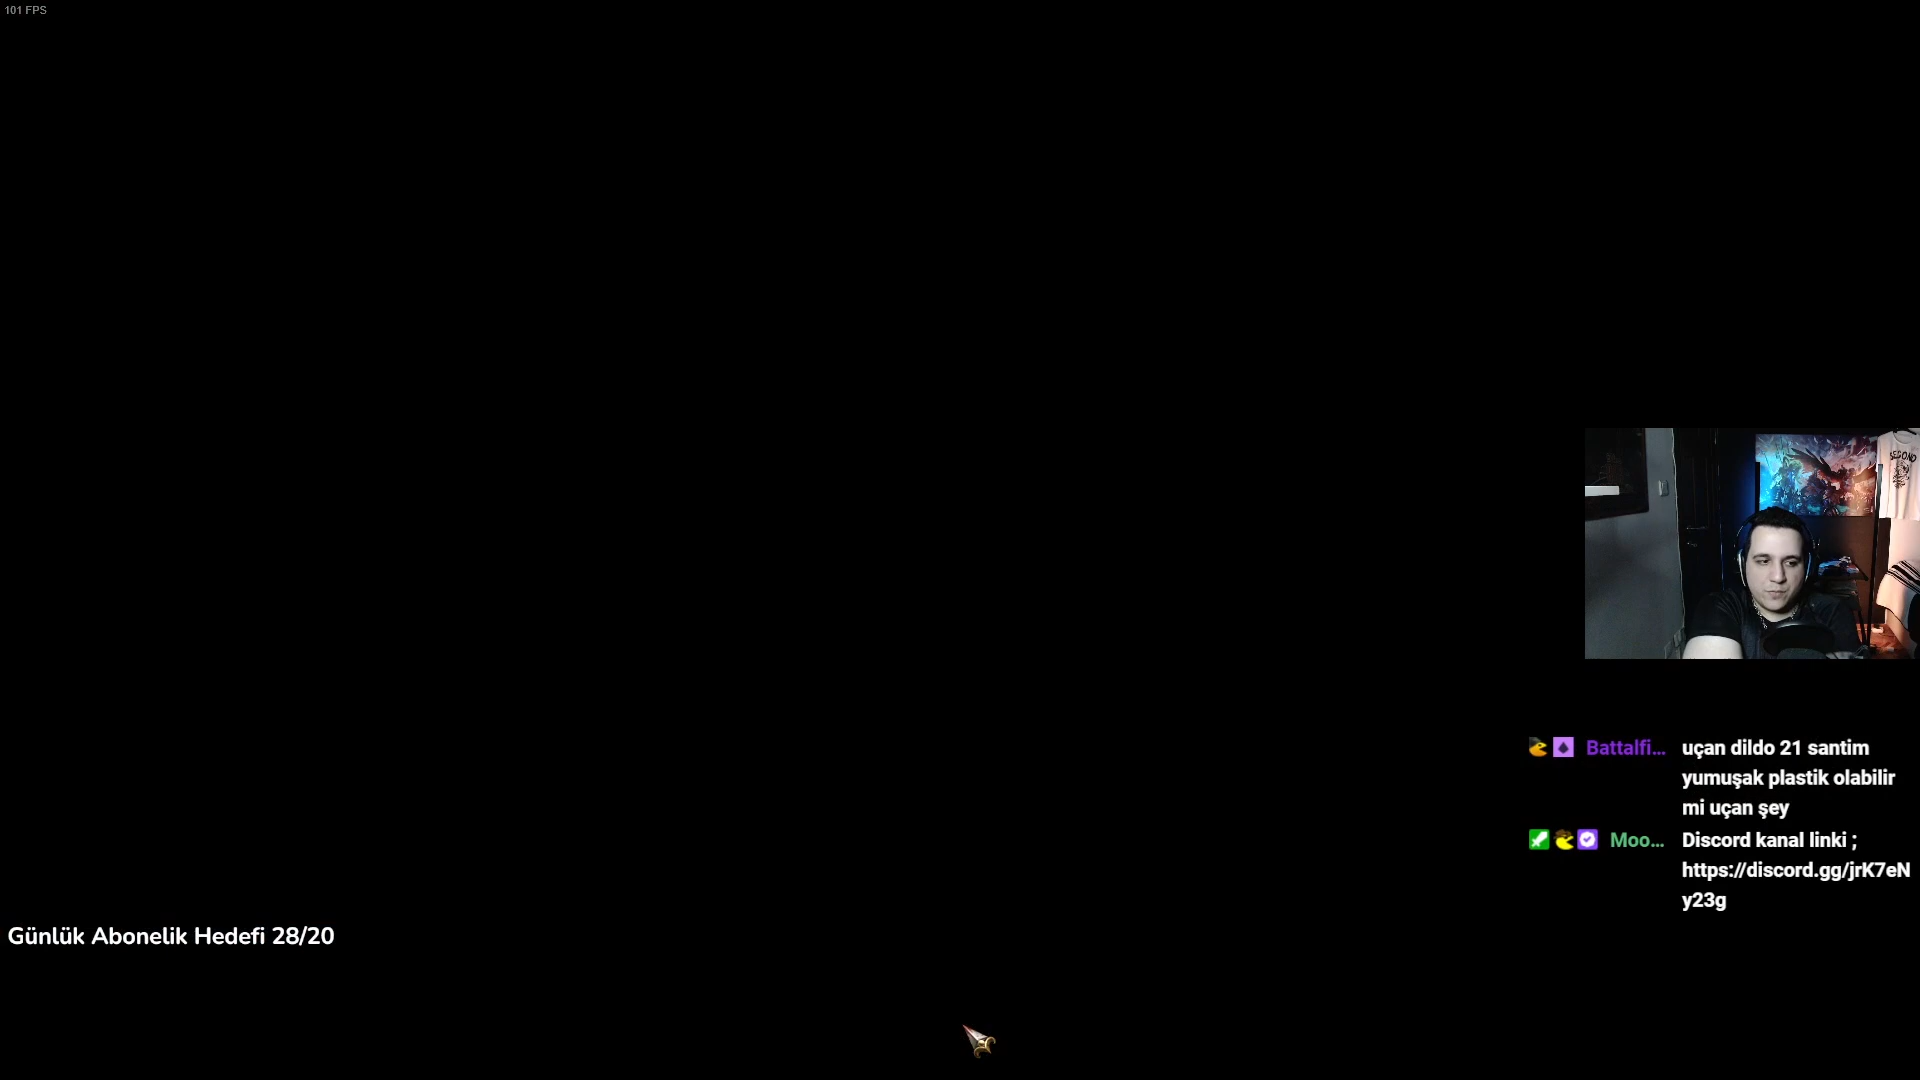 101 FPS
SECOND
Battalfi... uçan dildo 21 santim
yumuşak plastik olabilir
mi uçan şey
Moo... Discord kanal linki ;
https://discord.gg/jrK7eN
y23g
Günlük Abonelik Hedefi 28/20